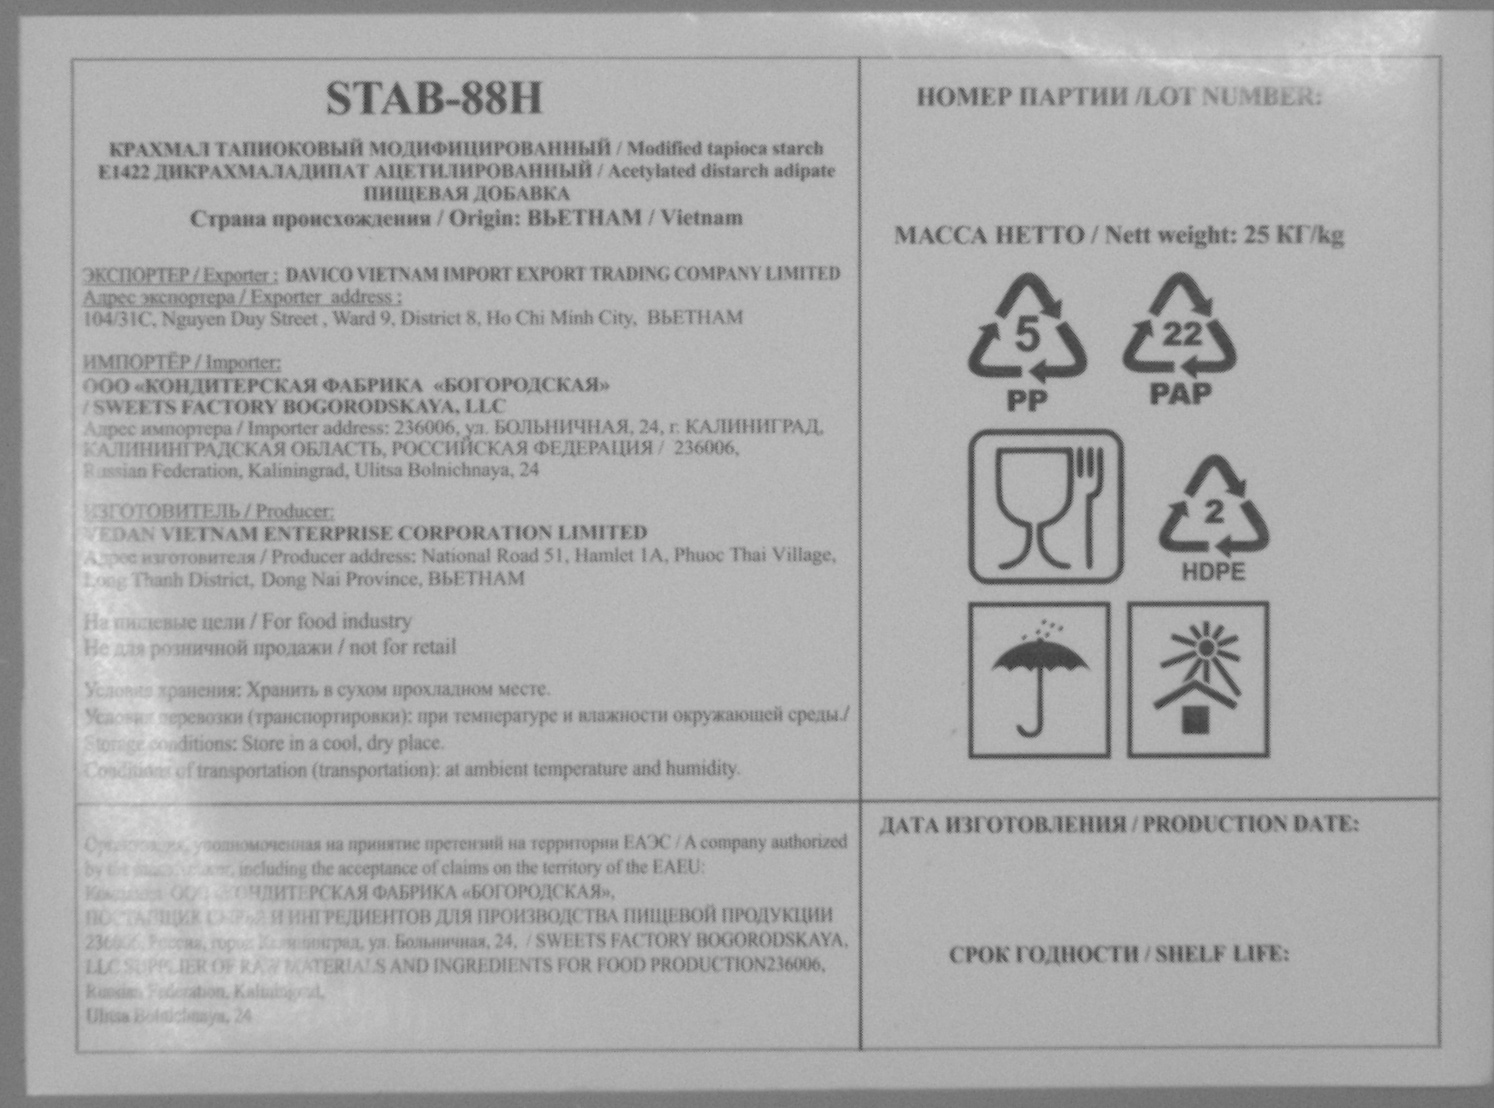 STAB-88H
КРАХМАЛ ТАПИОКОВЫЙ МОДИФИЦИРОВАННЫЙ / Modified tapioca starch
Е1422 ДИКРАХМАЛАДИПАТ АЦЕТИЛИРОВАННЫЙ / Acetylated distarch adipate
ПИЩЕВАЯ ДОБАВКА
Страна происхождения / Origin: ВЬЕТНАМ / Vietnam
ЭКСПОРТЕР / Exporter : DAVICO VIETNAM IMPORT EXPORT TRADING COMPANY LIMITED
Адрес экспортера / Exporter address :
104/31C, Nguyen Duy Street , Ward 9, District 8, Ho Chi Minh City, ВЬЕТНАМ
ИМПОРТЁР / Importer:
ООО «КОНДИТЕРСКАЯ ФАБРИКА «БОГОРОДСКАЯ»
/ SWEETS FACTORY BOGORODSKAYA, LLC
Адрес импортера / Importer address: 236006, ул. БОЛЬНИЧНАЯ, 24, г. КАЛИНИГРАД,
КАЛИНИНГРАДСКАЯ ОБЛАСТЬ, РОССИЙСКАЯ ФЕДЕРАЦИЯ / 236006,
Russian Federation, Kaliningrad, Ulitsa Bolnichnaya, 24
ИЗГОТОВИТЕЛЬ / Producer:
VEDAN VIETNAM ENTERPRISE CORPORATION LIMITED
Адрес изготовителя / Producer address: National Road 51, Hamlet 1A, Phuoc Thai Village,
Long Thanh District, Dong Nai Province, ВЬЕТНАМ
На пищевые цели / For food industry
Не для розничной продажи / not for retail
Условия хранения: Хранить в сухом прохладном месте.
Условия перевозки (транспортировки): при температуре и влажности окружающей среды./
Storage conditions: Store in a cool, dry place.
Conditions of transportation (transportation): at ambient temperature and humidity.
Организация, уполномоченная на принятие претензий на территории ЕАЭС / A company authorized
by the manufacturer, including the acceptance of claims on the territory of the EAEU:
Компания ООО «КОНДИТЕРСКАЯ ФАБРИКА «БОГОРОДСКАЯ»,
ПОСТАВЩИК СЫРЬЯ И ИНГРЕДИЕНТОВ ДЛЯ ПРОИЗВОДСТВА ПИЩЕВОЙ ПРОДУКЦИИ
236006, Россия, город Калининград, ул. Больничная, 24, / SWEETS FACTORY BOGORODSKAYA,
LLC SUPPLIER OF RAW MATERIALS AND INGREDIENTS FOR FOOD PRODUCTION236006,
Russian Federation, Kaliningrad,
Ulitsa Bolnichnaya, 24
НОМЕР ПАРТИИ /LOT NUMBER:
МАССА НЕТТО / Nett weight: 25 КГ/kg
5
PP
22
PAP
2
HDPE
ДАТА ИЗГОТОВЛЕНИЯ / PRODUCTION DATE:
СРОК ГОДНОСТИ / SHELF LIFE: